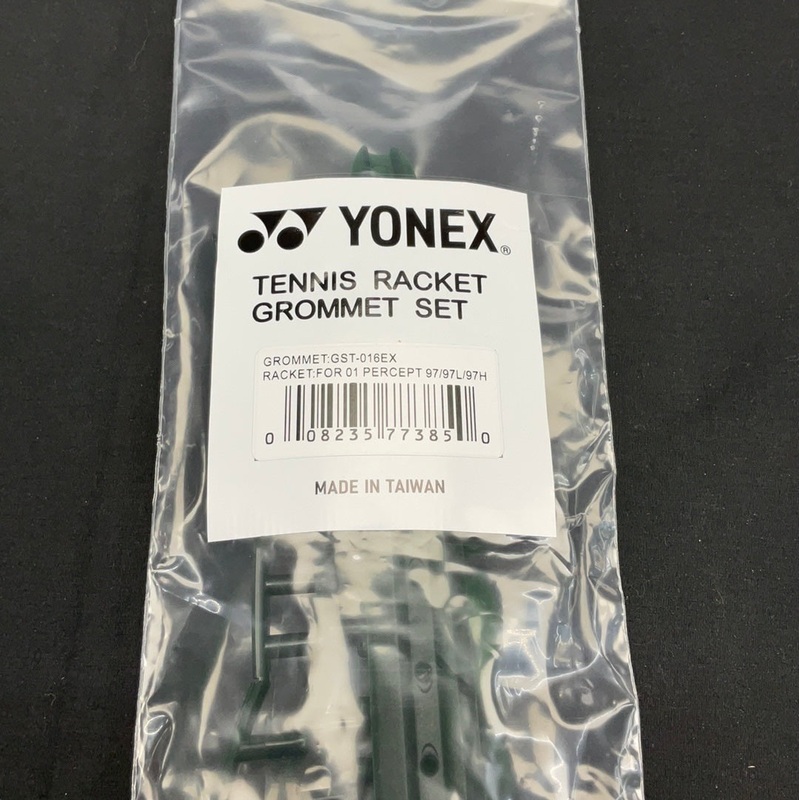 YONEX®
TENNIS RACKET
GROMMET SET
GROMMET:GST-016EX
RACKET:FOR 01 PERCEPT 97/97L/97H
0 08235 77385 0
MADE IN TAIWAN